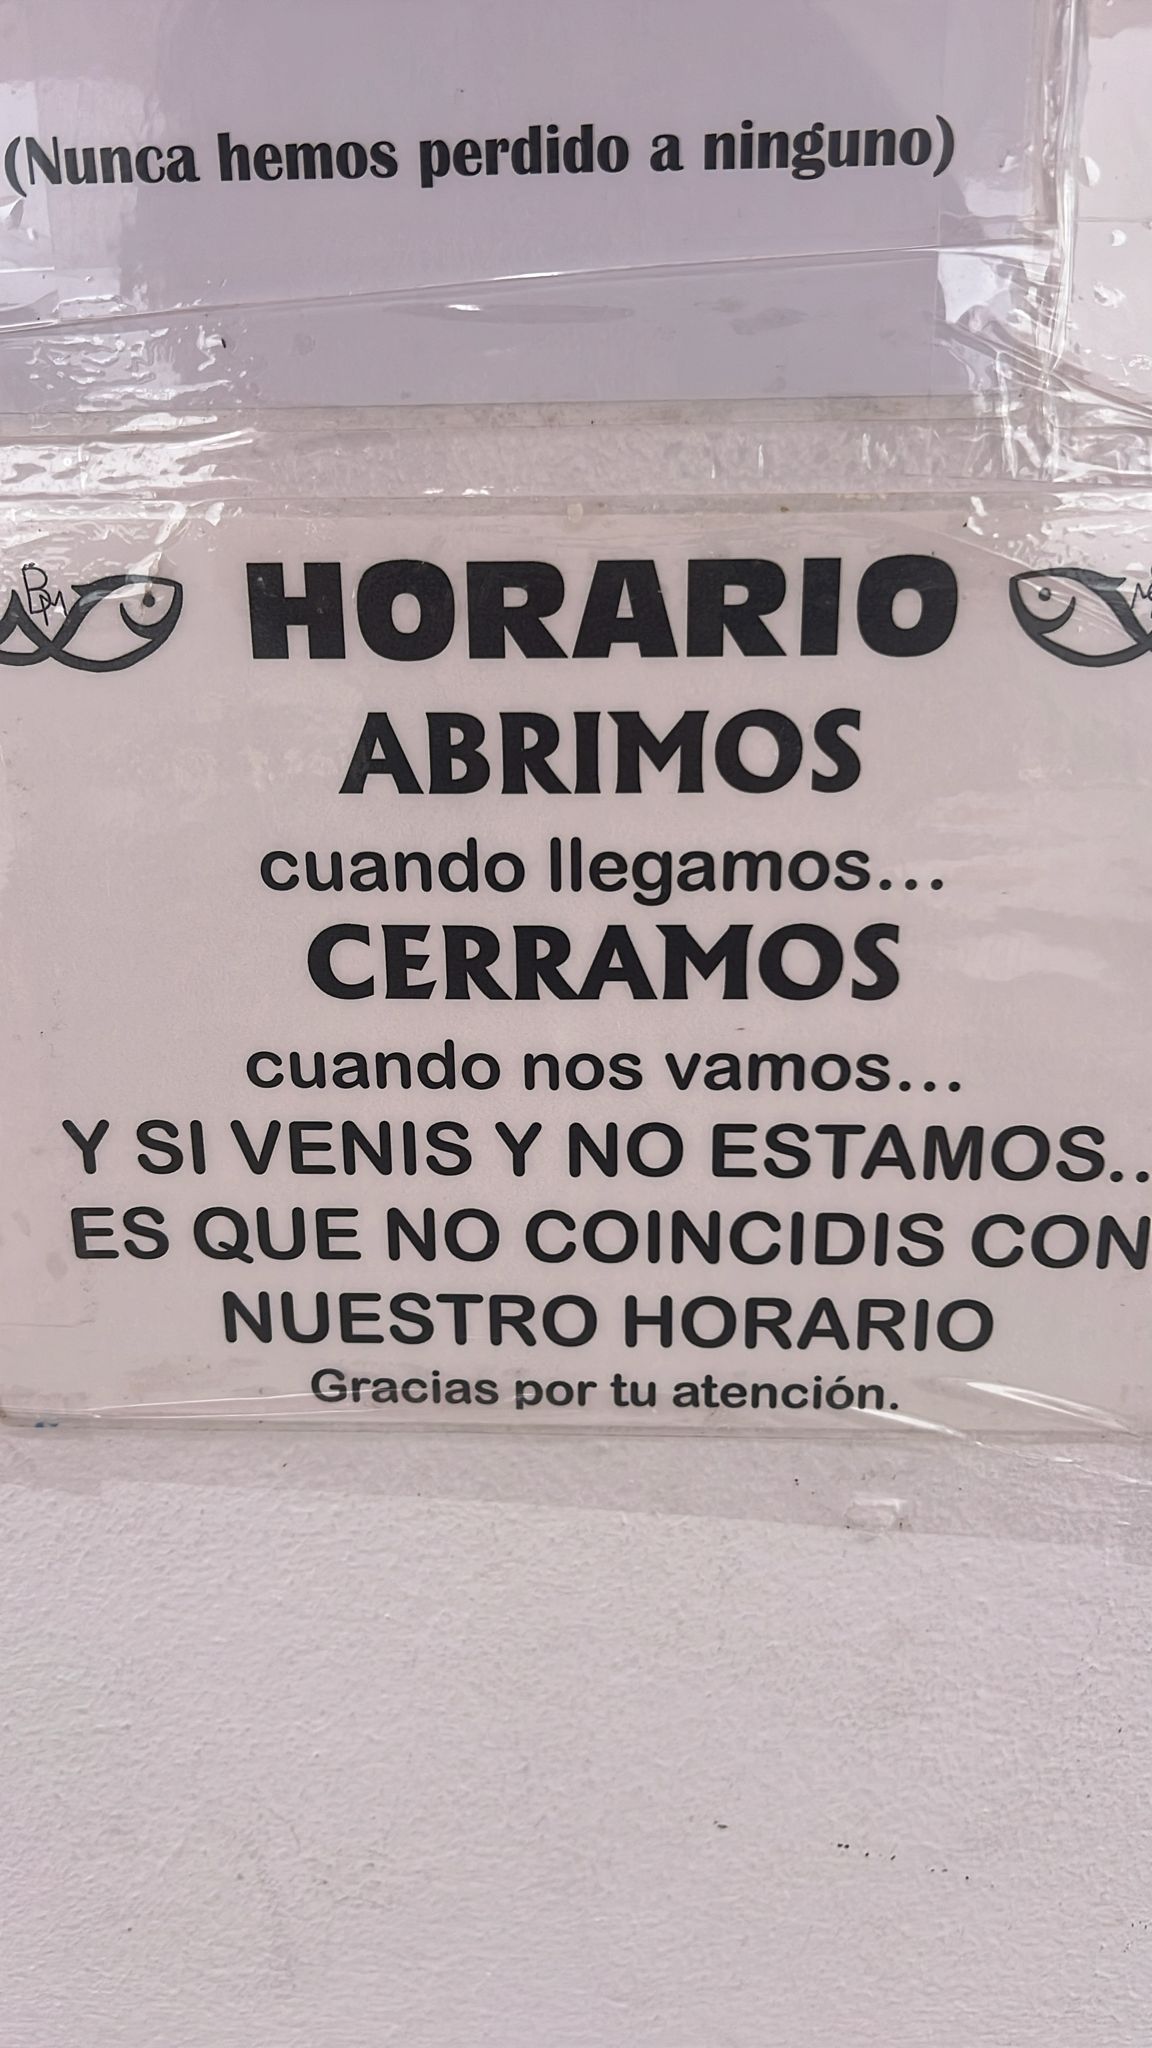 (Nunca hemos perdido a ninguno)
HORARIO
ABRIMOS
cuando llegamos...
CERRAMOS
cuando nos vamos...
Y SI VENIS Y NO ESTAMOS..
ES QUE NO COINCIDIS CON
NUESTRO HORARIO
Gracias por tu atención.